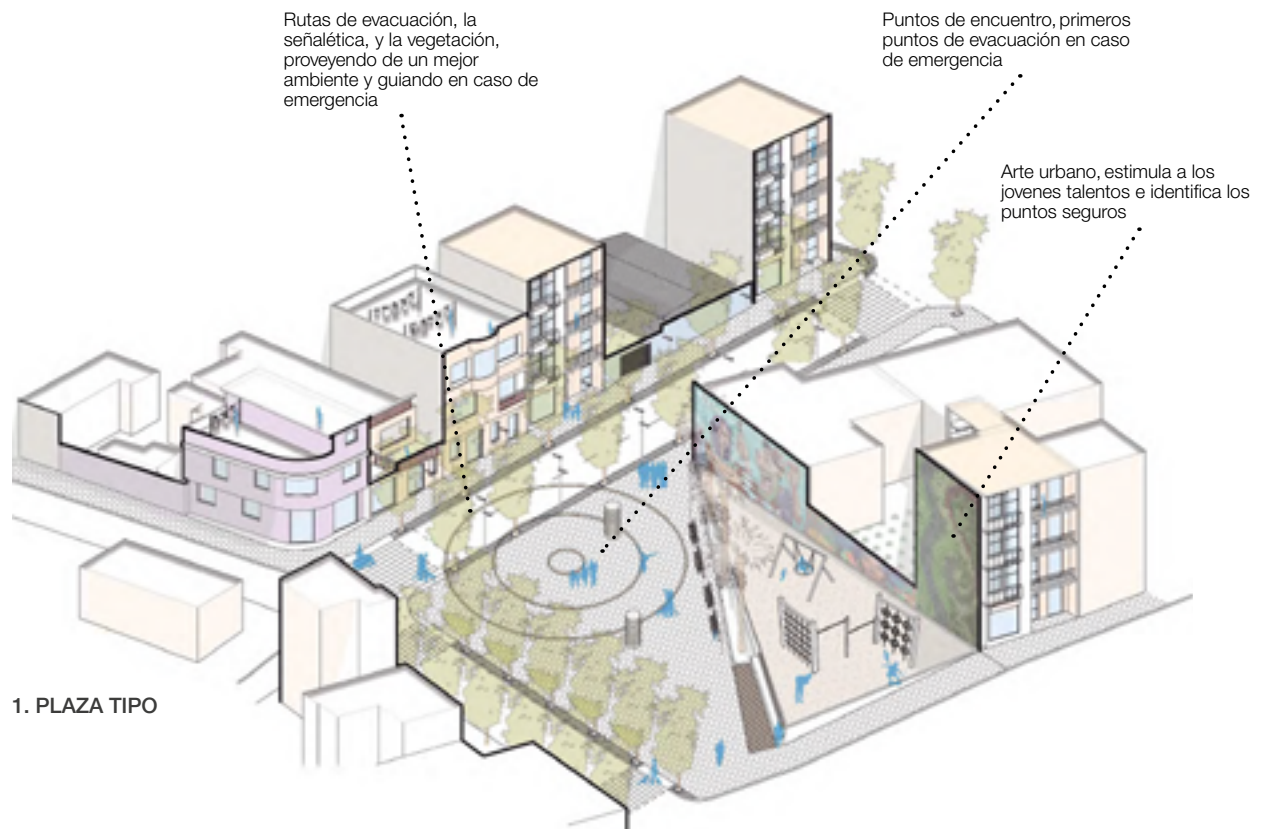 Rutas de evacuación, la
señalética, y la vegetación,
proveyendo de un mejor
ambiente y guiando en caso de
emergencia
Puntos de encuentro, primeros
puntos de evacuación en caso
de emergencia
Arte urbano, estimula a los
jovenes talentos e identifica los
puntos seguros
1. PLAZA TIPO